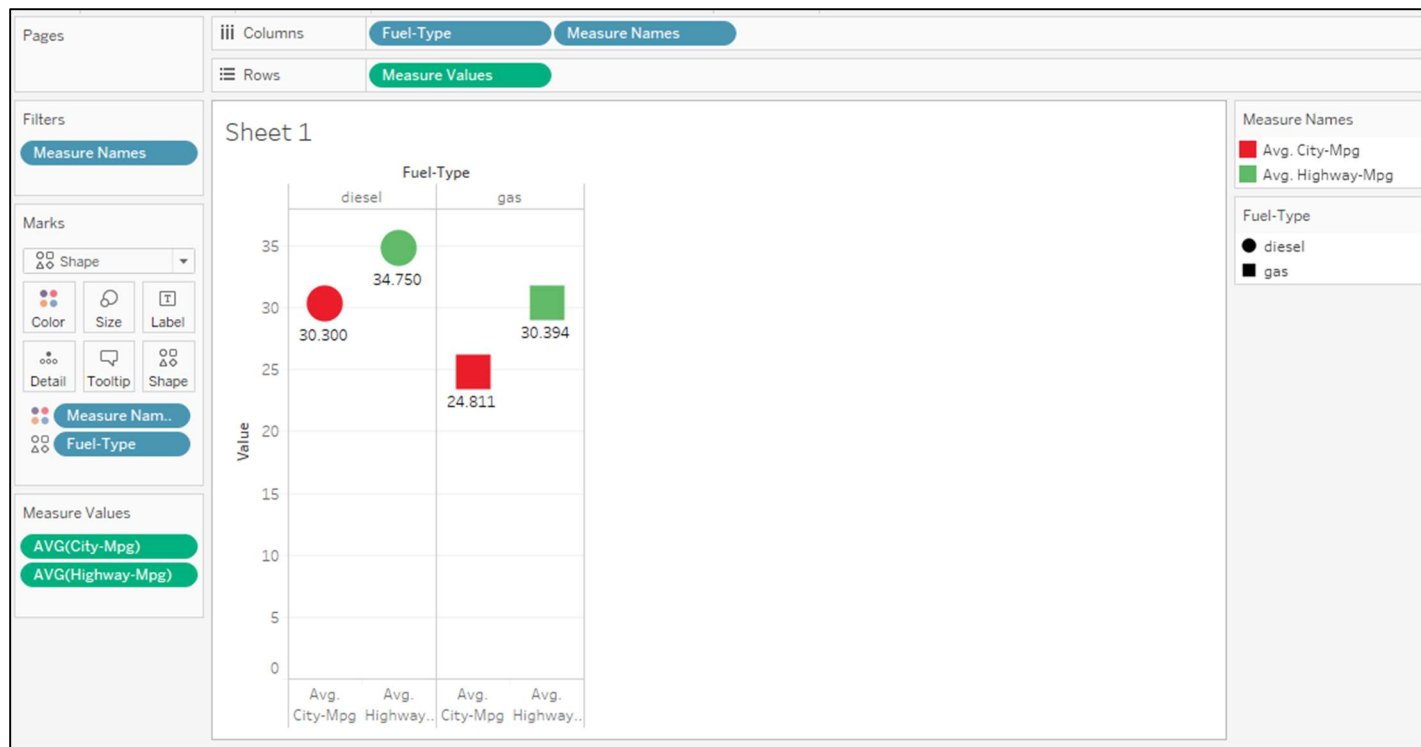 Pages
Columns
Fuel-Type
Measure Names
Rows
Measure Values
Filters
Measure Names
Marks
Shape
Color
Size
Label
Detail
Tooltip
Shape
Measure Nam..
Fuel-Type
Measure Values
AVG(City-Mpg)
AVG(Highway-Mpg)
Sheet 1
Fuel-Type
diesel
gas
Value
35
30
25
20
15
10
5
0
30.300
34.750
24.811
30.394
Avg.
City-Mpg
Avg.
Highway..
Avg.
City-Mpg
Avg.
Highway..
Measure Names
Avg. City-Mpg
Avg. Highway-Mpg
Fuel-Type
diesel
gas